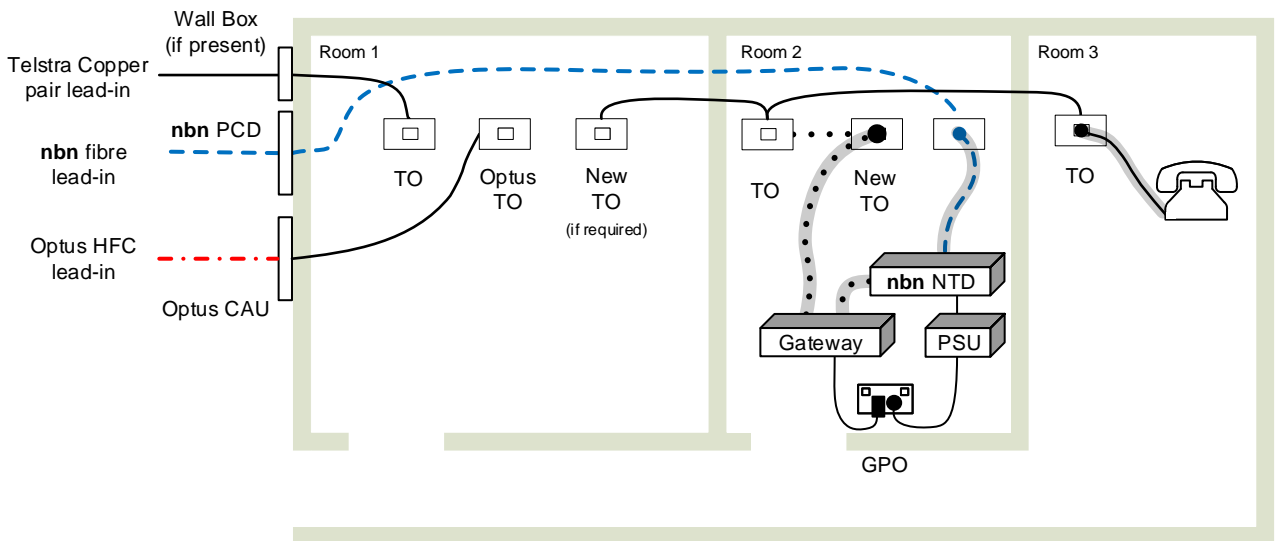 Wall Box
(if present)
Telstra Copper
pair lead-in
nbn PCD
nbn fibre
lead-in
Optus HFC
lead-in
Optus CAU
Room 1
TO
Optus
TO
New
TO
(if required)
Room 2
TO
New
TO
nbn NTD
Gateway
PSU
GPO
Room 3
TO